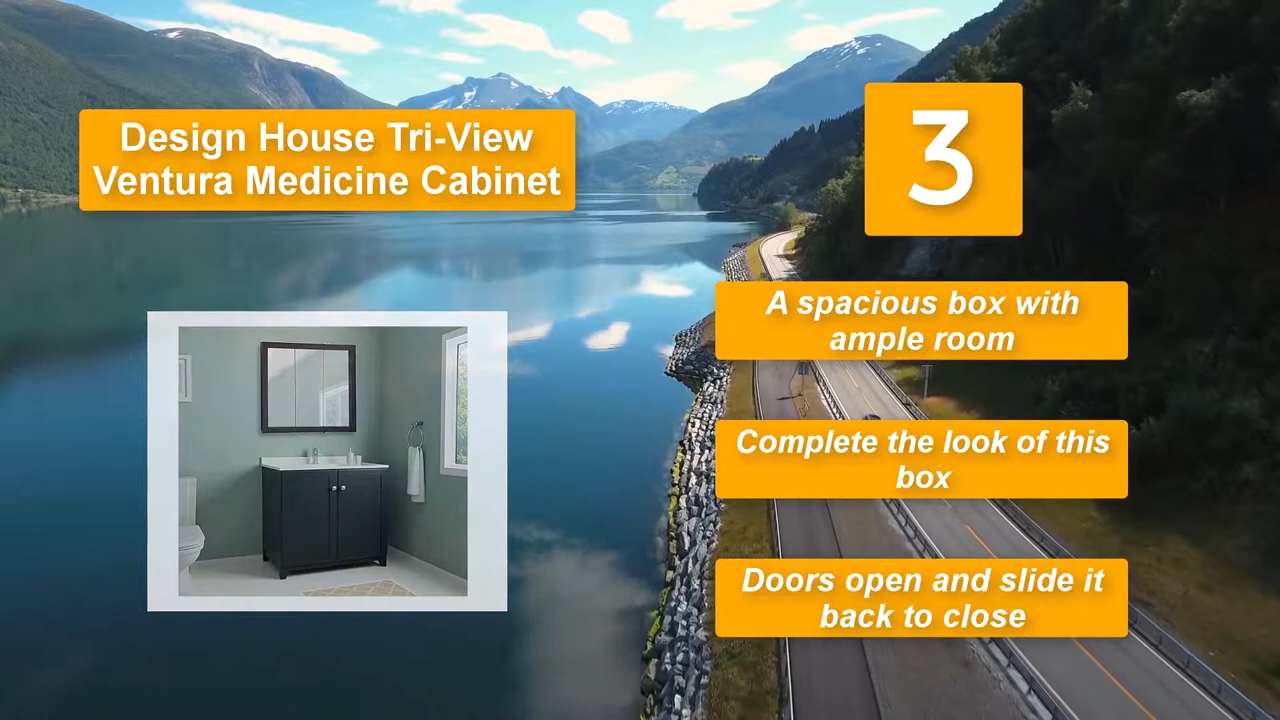 Design House Tri-View
Ventura Medicine Cabinet
3
A spacious box with
ample room
Complete the look of this
box
Doors open and slide it
back to close